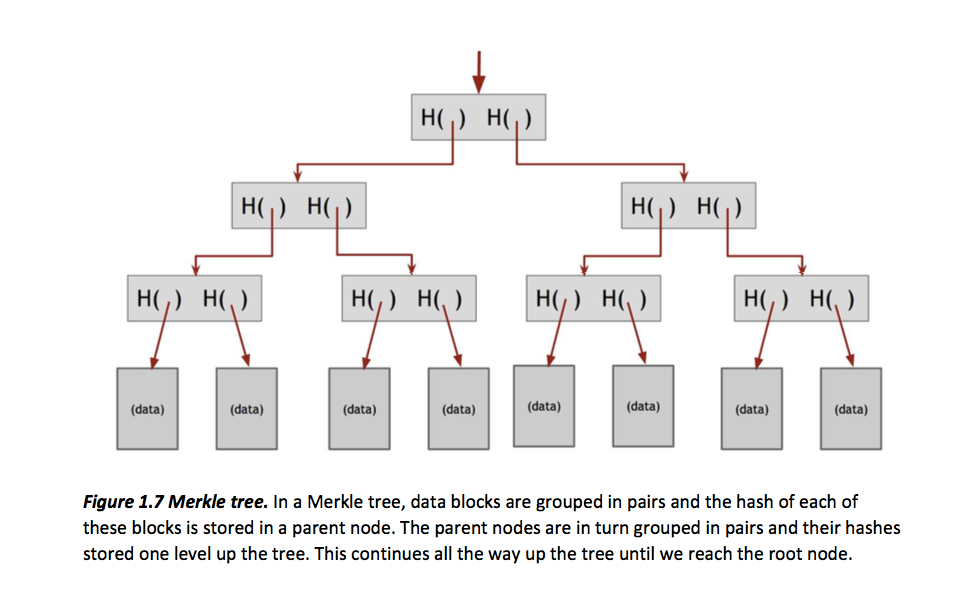 H( ) H( )
H( ) H( ) H( ) H( )
H( ) H( ) H( ) H( ) H( ) H( ) H( ) H( )
(data) (data) (data) (data) (data) (data) (data) (data)
Figure 1.7 Merkle tree. In a Merkle tree, data blocks are grouped in pairs and the hash of each of
these blocks is stored in a parent node. The parent nodes are in turn grouped in pairs and their hashes
stored one level up the tree. This continues all the way up the tree until we reach the root node.